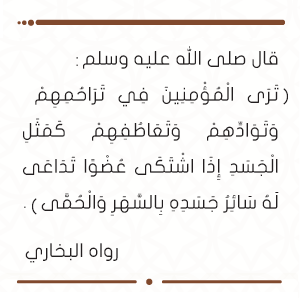 قال صلى الله عليه وسلم :
( تَرَى الْمُؤْمِنِينَ فِي تَرَاحُمِهِمْ
وَتَوَادِّهِمْ وَتَعَاطُفِهِمْ كَمَثَلِ
الْجَسَدِ إِذَا اشْتَكَى عُضْوًا تَدَاعَى
لَهُ سَائِرُ جَسَدِهِ بِالسَّهَرِ وَالْحُمَّى ) .
رواه البخاري